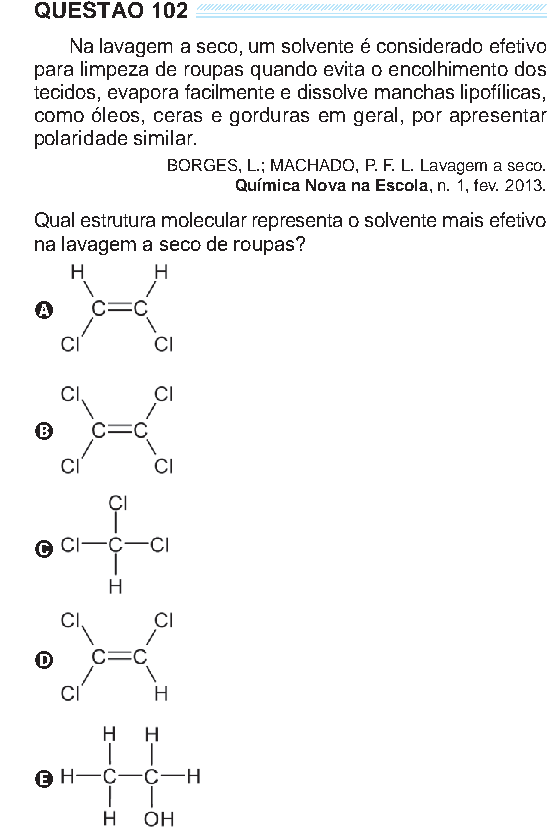 QUESTAO 102
Na lavagem a seco, um solvente é considerado efetivo
para limpeza de roupas quando evita o encolhimento dos
tecidos, evapora facilmente e dissolve manchas lipofílicas,
como óleos, ceras e gorduras em geral, por apresentar
polaridade similar.
BORGES, L.; MACHADO, P. F. L. Lavagem a seco.
Química Nova na Escola, n. 1, fev. 2013.
Qual estrutura molecular representa o solvente mais efetivo
na lavagem a seco de roupas?
H H
A C=C
Cl Cl
Cl Cl
B C=C
Cl Cl
Cl
C Cl—C—Cl
H
Cl Cl
D C=C
Cl H
H H
E H—C—C—H
H OH